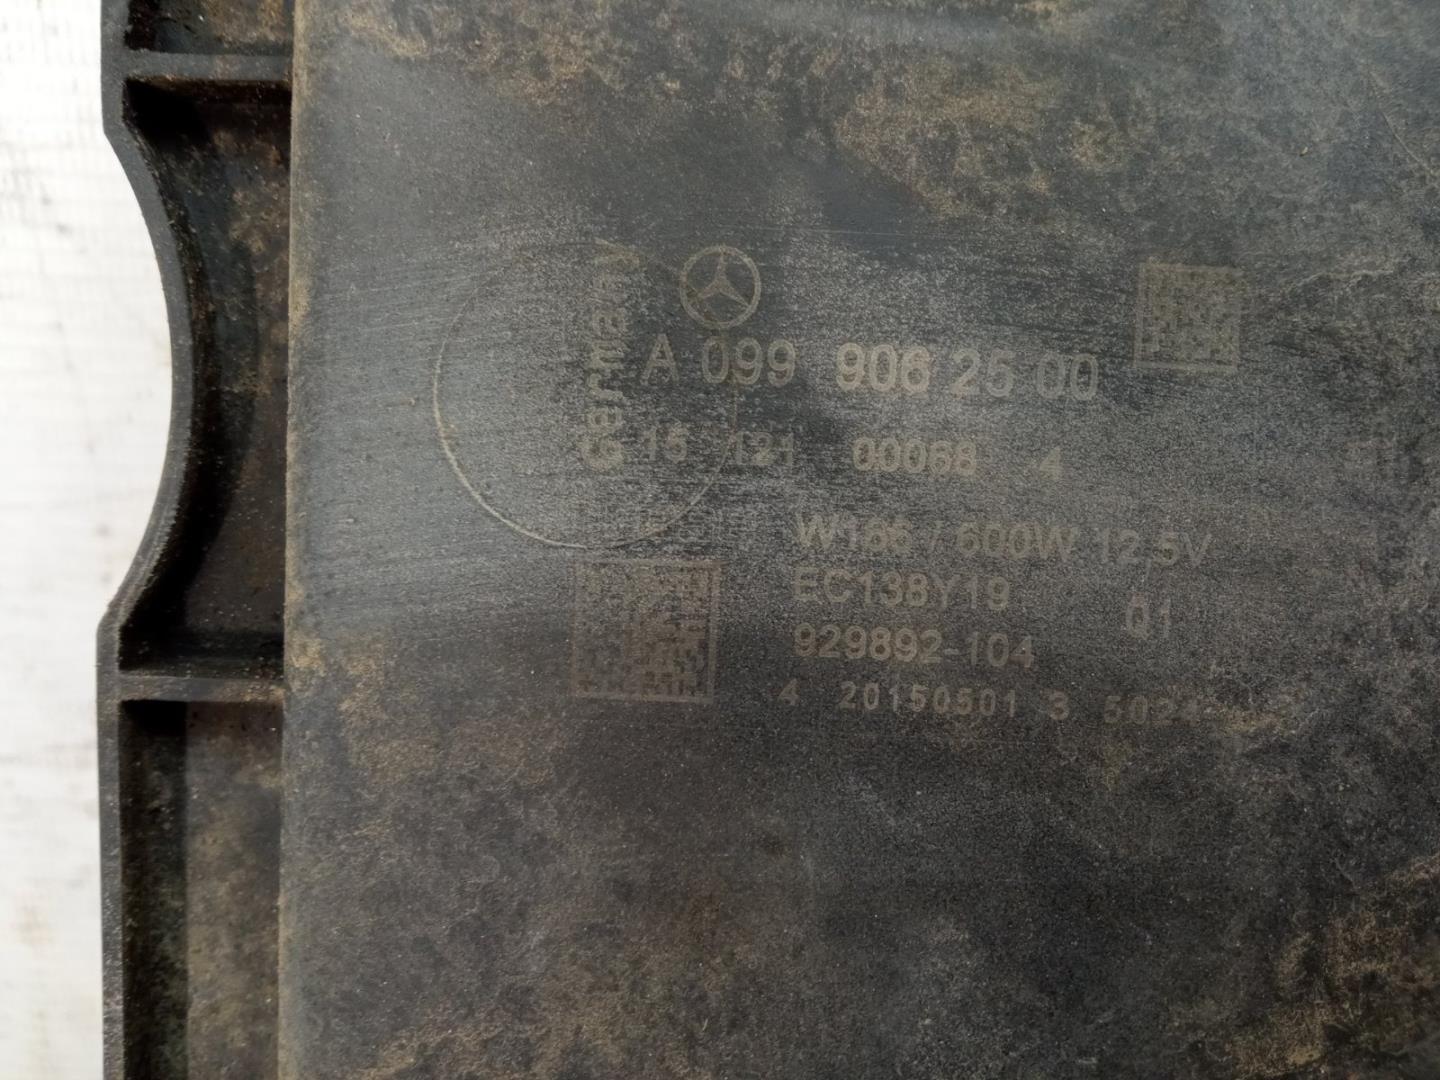 Germany
A 099 906 25 00
15 121 00068 4
W166 / 600W 12.5V
EC138Y19 Q1
929892-104
4 20150501 3 5024